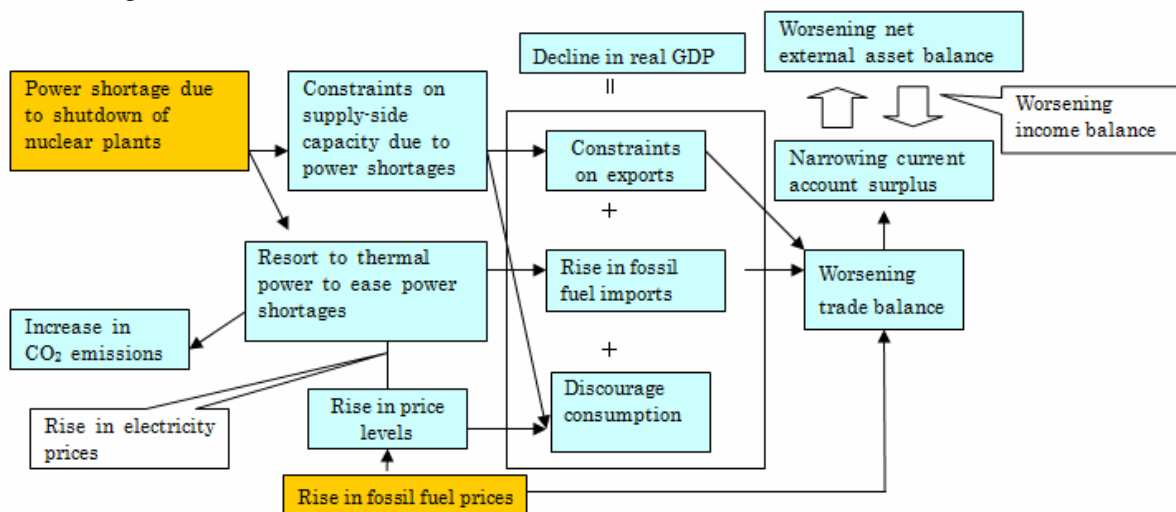 Power shortage due
to shutdown of
nuclear plants
Constraints on
supply-side
capacity due to
power shortages
Decline in real GDP
=
Worsening net
external asset balance
Worsening
income balance
Constraints
on exports
+
Narrowing current
account surplus
Resort to thermal
power to ease power
shortages
Rise in fossil
fuel imports
Worsening
trade balance
Increase in
CO₂ emissions
+
Rise in electricity
prices
Rise in price
levels
Discourage
consumption
Rise in fossil fuel prices